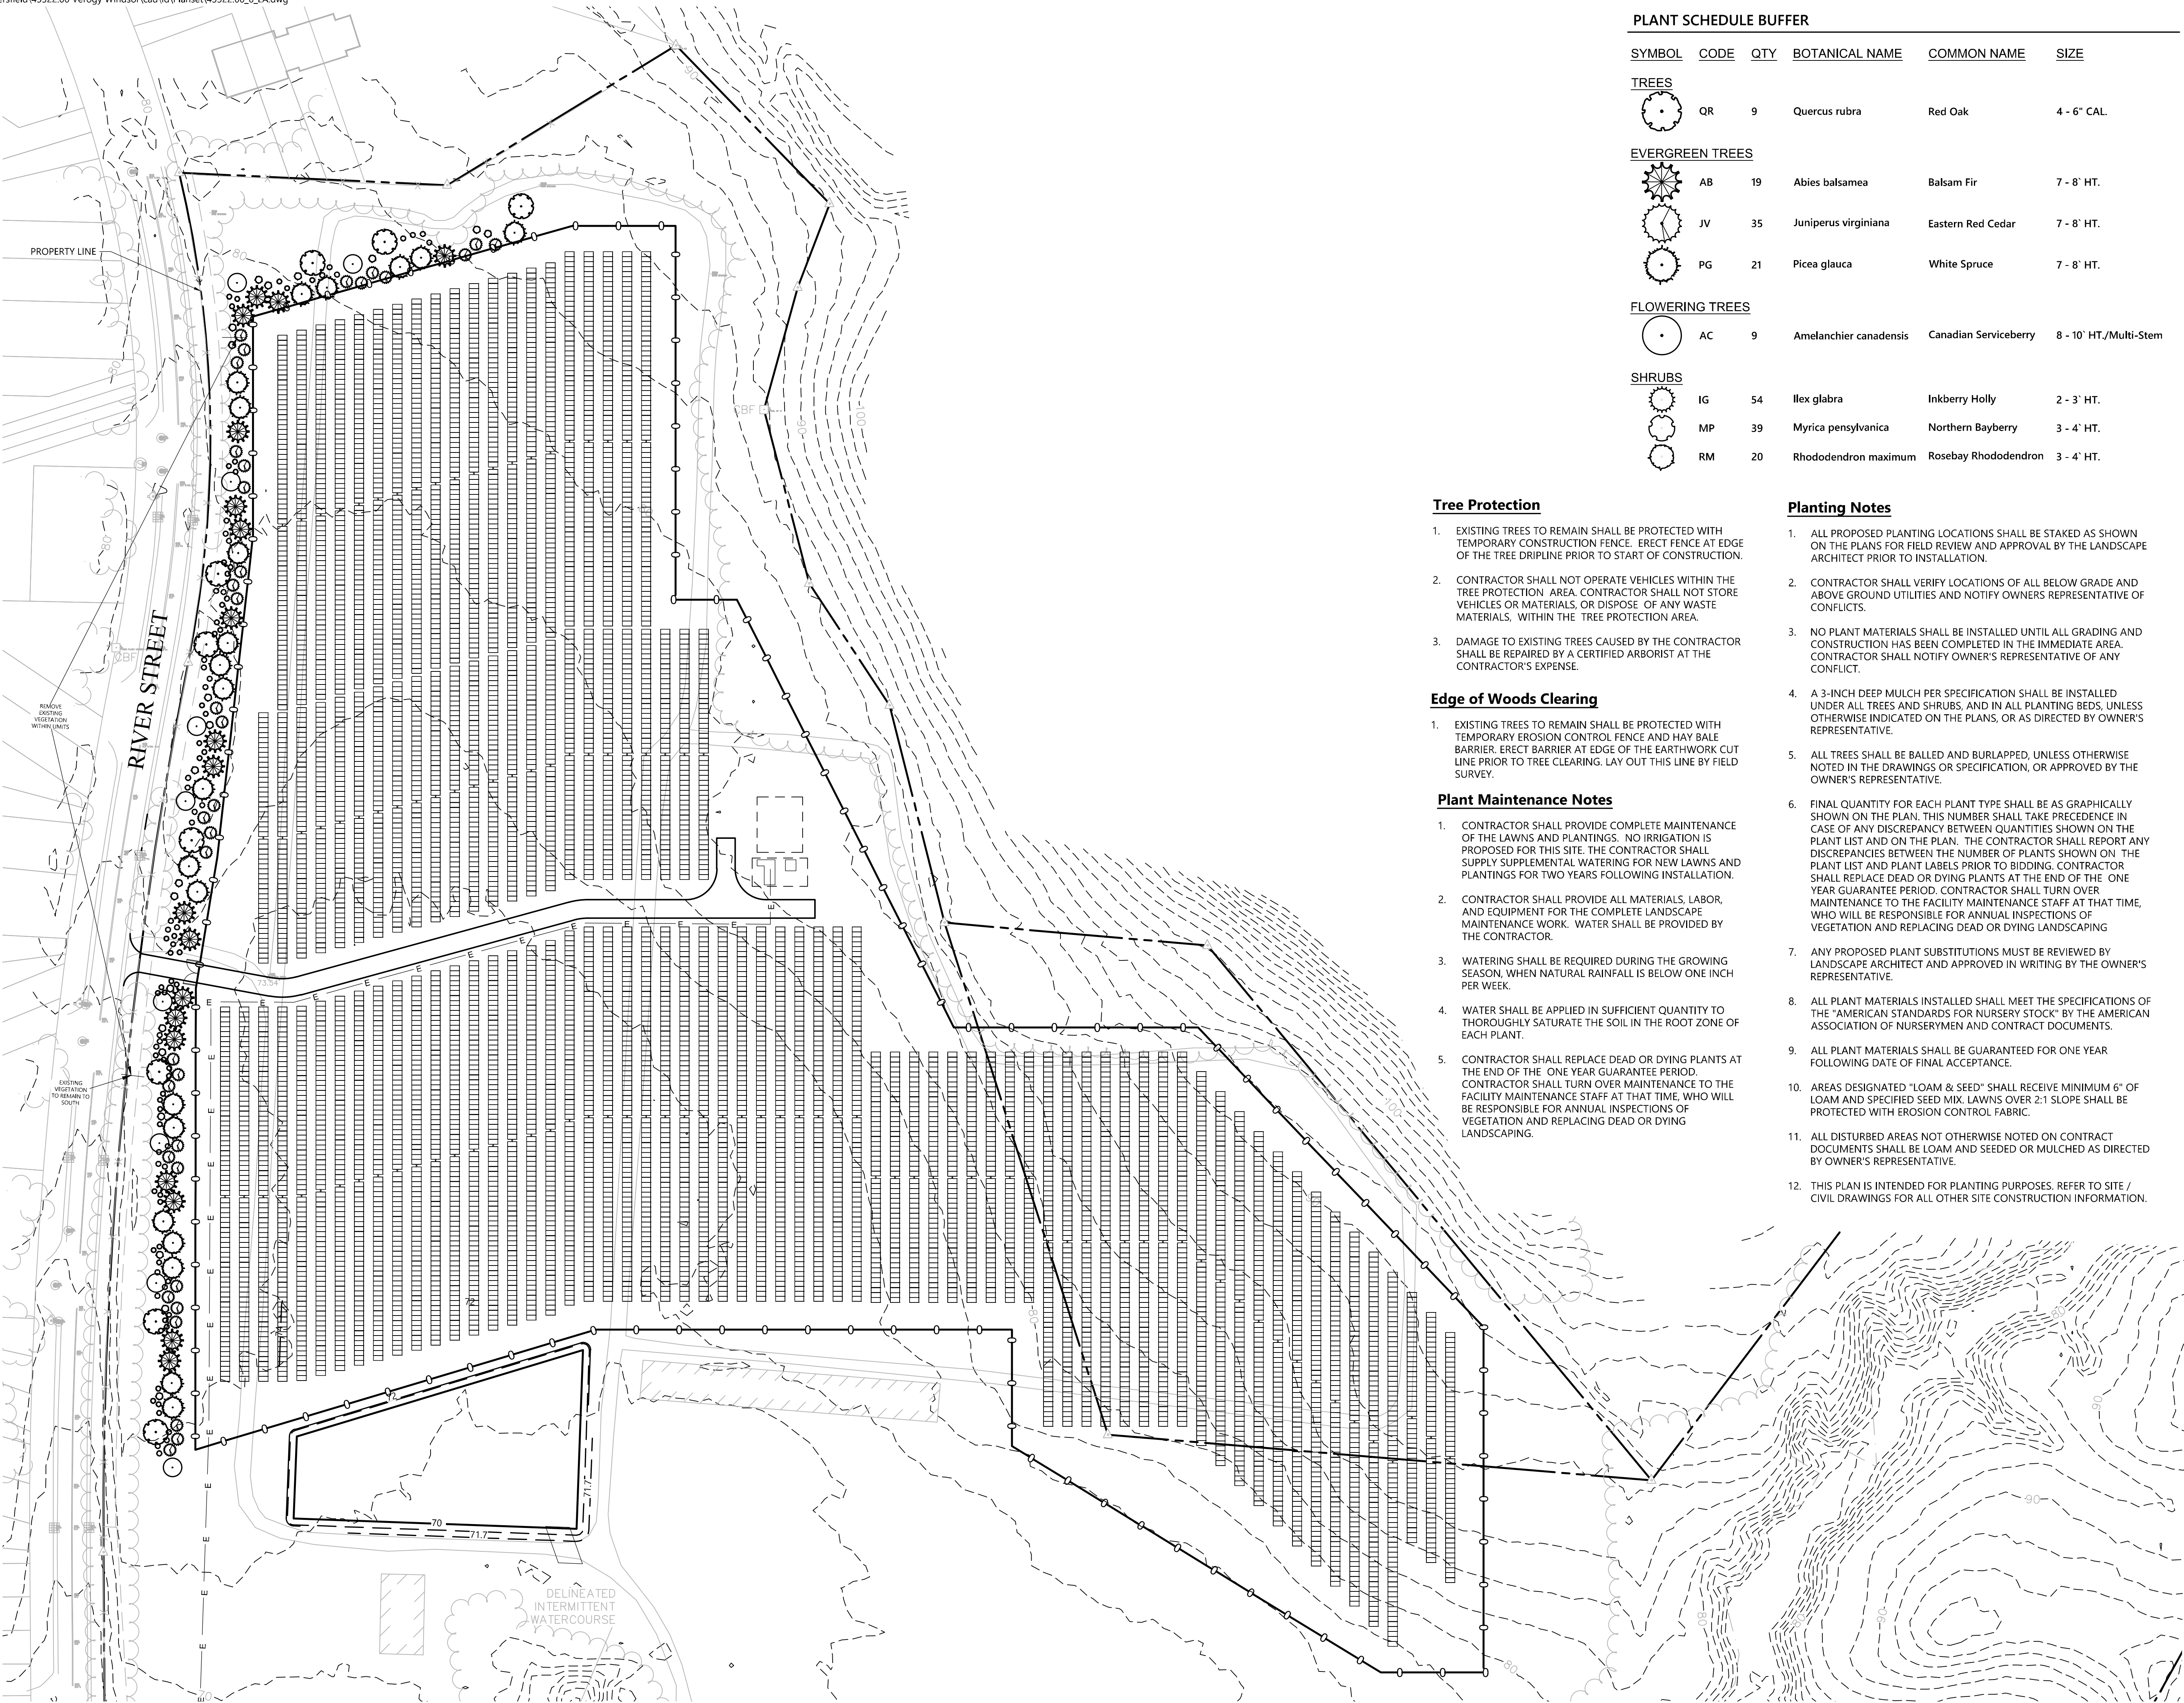 PLANT SCHEDULE BUFFER
SYMBOL CODE QTY BOTANICAL NAME COMMON NAME SIZE
TREES
QR 9 Quercus rubra Red Oak 4 - 6" CAL.
EVERGREEN TREES
AB 19 Abies balsamea Balsam Fir 7 - 8` HT.
JV 35 Juniperus virginiana Eastern Red Cedar 7 - 8` HT.
PG 21 Picea glauca White Spruce 7 - 8` HT.
FLOWERING TREES
AC 9 Amelanchier canadensis Canadian Serviceberry 8 - 10` HT./Multi-Stem
SHRUBS
IG 54 Ilex glabra Inkberry Holly 2 - 3` HT.
MP 39 Myrica pensylvanica Northern Bayberry 3 - 4` HT.
RM 20 Rhododendron maximum Rosebay Rhododendron 3 - 4` HT.
Tree Protection
1. EXISTING TREES TO REMAIN SHALL BE PROTECTED WITH
TEMPORARY CONSTRUCTION FENCE. ERECT FENCE AT EDGE
OF THE TREE DRIPLINE PRIOR TO START OF CONSTRUCTION.
2. CONTRACTOR SHALL NOT OPERATE VEHICLES WITHIN THE
TREE PROTECTION AREA. CONTRACTOR SHALL NOT STORE
VEHICLES OR MATERIALS, OR DISPOSE OF ANY WASTE
MATERIALS, WITHIN THE TREE PROTECTION AREA.
3. DAMAGE TO EXISTING TREES CAUSED BY THE CONTRACTOR
SHALL BE REPAIRED BY A CERTIFIED ARBORIST AT THE
CONTRACTOR'S EXPENSE.
Edge of Woods Clearing
1. EXISTING TREES TO REMAIN SHALL BE PROTECTED WITH
TEMPORARY EROSION CONTROL FENCE AND HAY BALE
BARRIER. ERECT BARRIER AT EDGE OF THE EARTHWORK CUT
LINE PRIOR TO TREE CLEARING. LAY OUT THIS LINE BY FIELD
SURVEY.
Plant Maintenance Notes
1. CONTRACTOR SHALL PROVIDE COMPLETE MAINTENANCE
OF THE LAWNS AND PLANTINGS. NO IRRIGATION IS
PROPOSED FOR THIS SITE. THE CONTRACTOR SHALL
SUPPLY SUPPLEMENTAL WATERING FOR NEW LAWNS AND
PLANTINGS FOR TWO YEARS FOLLOWING INSTALLATION.
2. CONTRACTOR SHALL PROVIDE ALL MATERIALS, LABOR,
AND EQUIPMENT FOR THE COMPLETE LANDSCAPE
MAINTENANCE WORK. WATER SHALL BE PROVIDED BY
THE CONTRACTOR.
3. WATERING SHALL BE REQUIRED DURING THE GROWING
SEASON, WHEN NATURAL RAINFALL IS BELOW ONE INCH
PER WEEK.
4. WATER SHALL BE APPLIED IN SUFFICIENT QUANTITY TO
THOROUGHLY SATURATE THE SOIL IN THE ROOT ZONE OF
EACH PLANT.
5. CONTRACTOR SHALL REPLACE DEAD OR DYING PLANTS AT
THE END OF THE ONE YEAR GUARANTEE PERIOD.
CONTRACTOR SHALL TURN OVER MAINTENANCE TO THE
FACILITY MAINTENANCE STAFF AT THAT TIME, WHO WILL
BE RESPONSIBLE FOR ANNUAL INSPECTIONS OF
VEGETATION AND REPLACING DEAD OR DYING
LANDSCAPING.
Planting Notes
1. ALL PROPOSED PLANTING LOCATIONS SHALL BE STAKED AS SHOWN
ON THE PLANS FOR FIELD REVIEW AND APPROVAL BY THE LANDSCAPE
ARCHITECT PRIOR TO INSTALLATION.
2. CONTRACTOR SHALL VERIFY LOCATIONS OF ALL BELOW GRADE AND
ABOVE GROUND UTILITIES AND NOTIFY OWNERS REPRESENTATIVE OF
CONFLICTS.
3. NO PLANT MATERIALS SHALL BE INSTALLED UNTIL ALL GRADING AND
CONSTRUCTION HAS BEEN COMPLETED IN THE IMMEDIATE AREA.
CONTRACTOR SHALL NOTIFY OWNER'S REPRESENTATIVE OF ANY
CONFLICT.
4. A 3-INCH DEEP MULCH PER SPECIFICATION SHALL BE INSTALLED
UNDER ALL TREES AND SHRUBS, AND IN ALL PLANTING BEDS, UNLESS
OTHERWISE INDICATED ON THE PLANS, OR AS DIRECTED BY OWNER'S
REPRESENTATIVE.
5. ALL TREES SHALL BE BALLED AND BURLAPPED, UNLESS OTHERWISE
NOTED IN THE DRAWINGS OR SPECIFICATION, OR APPROVED BY THE
OWNER'S REPRESENTATIVE.
6. FINAL QUANTITY FOR EACH PLANT TYPE SHALL BE AS GRAPHICALLY
SHOWN ON THE PLAN. THIS NUMBER SHALL TAKE PRECEDENCE IN
CASE OF ANY DISCREPANCY BETWEEN QUANTITIES SHOWN ON THE
PLANT LIST AND ON THE PLAN. THE CONTRACTOR SHALL REPORT ANY
DISCREPANCIES BETWEEN THE NUMBER OF PLANTS SHOWN ON THE
PLANT LIST AND PLANT LABELS PRIOR TO BIDDING. CONTRACTOR
SHALL REPLACE DEAD OR DYING PLANTS AT THE END OF THE ONE
YEAR GUARANTEE PERIOD. CONTRACTOR SHALL TURN OVER
MAINTENANCE TO THE FACILITY MAINTENANCE STAFF AT THAT TIME,
WHO WILL BE RESPONSIBLE FOR ANNUAL INSPECTIONS OF
VEGETATION AND REPLACING DEAD OR DYING LANDSCAPING
7. ANY PROPOSED PLANT SUBSTITUTIONS MUST BE REVIEWED BY
LANDSCAPE ARCHITECT AND APPROVED IN WRITING BY THE OWNER'S
REPRESENTATIVE.
8. ALL PLANT MATERIALS INSTALLED SHALL MEET THE SPECIFICATIONS OF
THE "AMERICAN STANDARDS FOR NURSERY STOCK" BY THE AMERICAN
ASSOCIATION OF NURSERYMEN AND CONTRACT DOCUMENTS.
9. ALL PLANT MATERIALS SHALL BE GUARANTEED FOR ONE YEAR
FOLLOWING DATE OF FINAL ACCEPTANCE.
10. AREAS DESIGNATED "LOAM & SEED" SHALL RECEIVE MINIMUM 6" OF
LOAM AND SPECIFIED SEED MIX. LAWNS OVER 2:1 SLOPE SHALL BE
PROTECTED WITH EROSION CONTROL FABRIC.
11. ALL DISTURBED AREAS NOT OTHERWISE NOTED ON CONTRACT
DOCUMENTS SHALL BE LOAM AND SEEDED OR MULCHED AS DIRECTED
BY OWNER'S REPRESENTATIVE.
12. THIS PLAN IS INTENDED FOR PLANTING PURPOSES. REFER TO SITE /
CIVIL DRAWINGS FOR ALL OTHER SITE CONSTRUCTION INFORMATION.
PROPERTY LINE
RIVER STREET
REMOVE
EXISTING
VEGETATION
WITHIN LIMITS
EXISTING
VEGETATION
TO REMAIN TO
SOUTH
CBF
CBF
73.54
72
72
70
71.7
71.7
DELINEATED
INTERMITTENT
WATERCOURSE
80
80
80
80
80
80
80
80
80
90
90
90
90
90
100
100
70